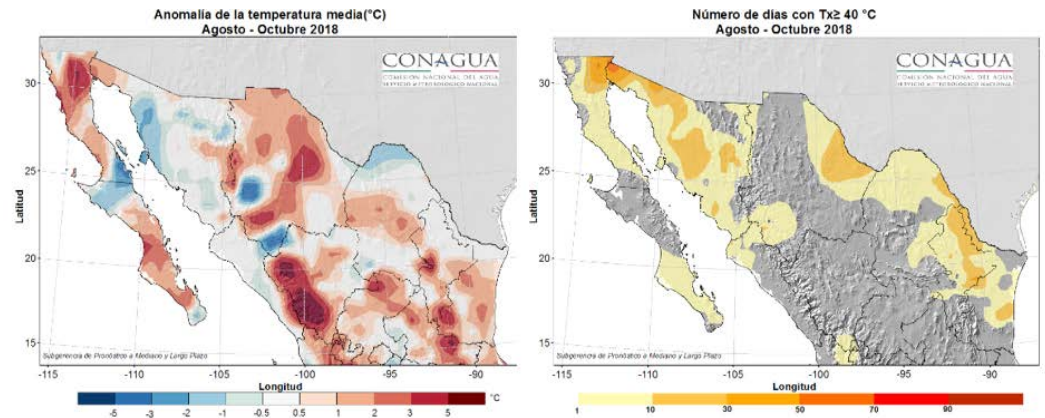 Anomalía de la temperatura media(°C)
Agosto - Octubre 2018
CONAGUA
COMISIÓN NACIONAL DEL AGUA
SERVICIO METEOROLÓGICO NACIONAL
Latitud
30
25
20
15
Subgerencia de Pronóstico a Mediano y Largo Plazo
-115 -110 -105 -100 -95 -90
Longitud
-5 -3 -2 -1 -0.5 0.5 1 2 3 5 °C
Número de días con Tx≥ 40 °C
Agosto - Octubre 2018
CONAGUA
COMISIÓN NACIONAL DEL AGUA
SERVICIO METEOROLÓGICO NACIONAL
Latitud
30
25
20
15
Subgerencia de Pronóstico a Mediano y Largo Plazo
-115 -110 -105 -100 -95 -90
Longitud
1 10 30 50 70 90